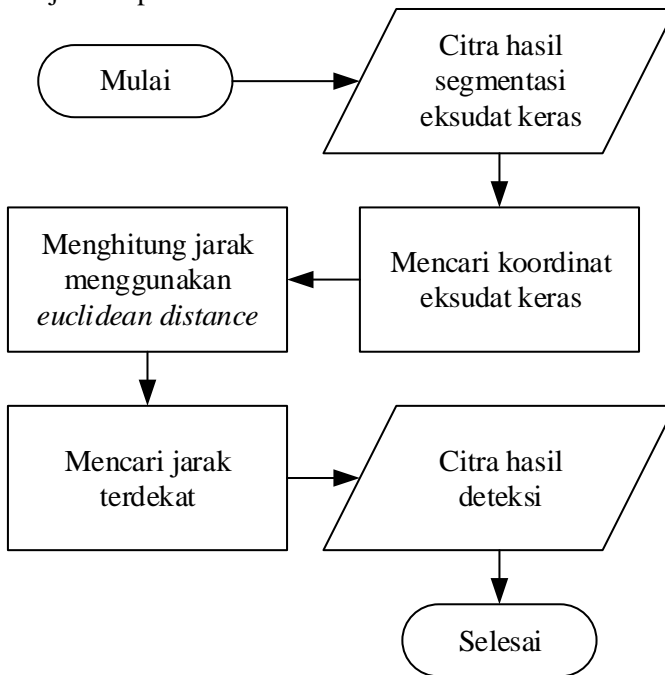 Mulai
Citra hasil
segmentasi
eksudat keras
Mencari koordinat
eksudat keras
Menghitung jarak
menggunakan
euclidean distance
Mencari jarak
terdekat
Citra hasil
deteksi
Selesai